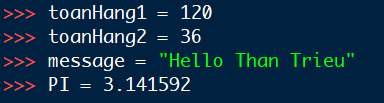 >>> toanHang1 = 120
>>> toanHang2 = 36
>>> message = "Hello Than Trieu"
>>> PI = 3.141592